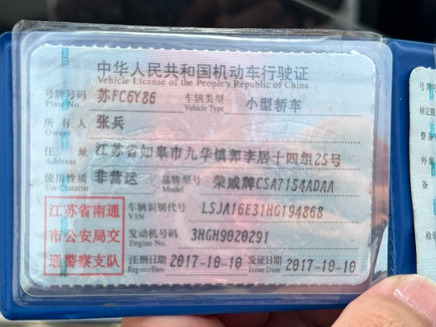 中华人民共和国机动车行驶证
Vehicle License of the People's Republic of China
号牌号码 苏FC6Y86 车辆类型 小型轿车
Plate No. Vehicle Type
所有人 张兵
Owner
住址 江苏省如皋市九华镇郭李居十四组25号
Address
使用性质 非营运 品牌型号 荣威牌CSA7154ADAA
Use Character Model
江苏省南通 车辆识别代号 LSJA16E31HG194868
VIN
市公安局交 发动机号码 3HGH9020291
Engine No.
通警察支队 注册日期 2017-10-10 发证日期 2017-10-10
Register Date Issue Date